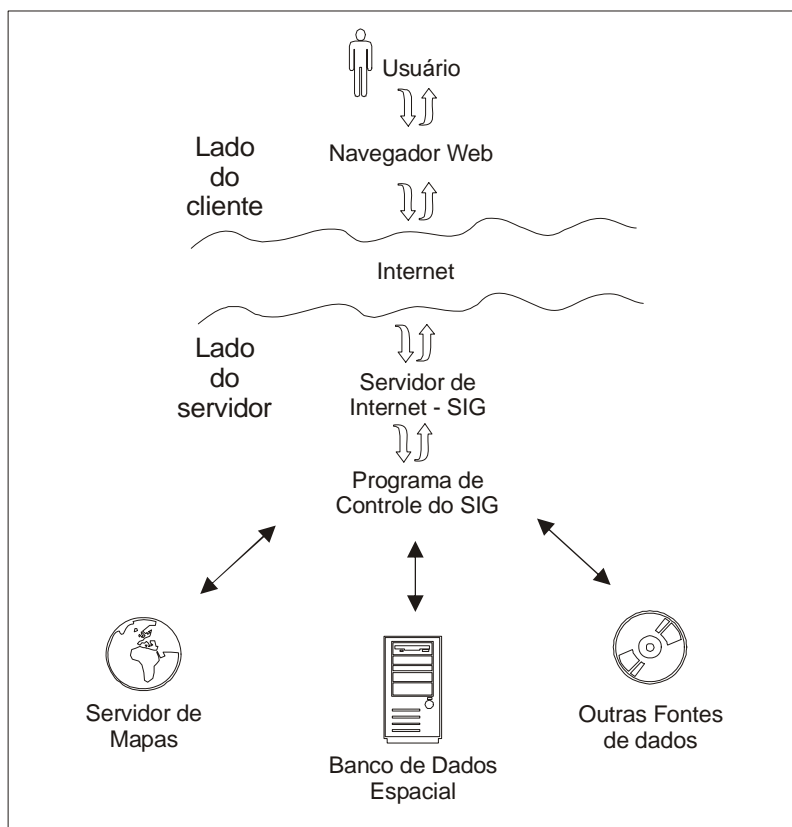 Usuário
Lado
do
cliente
Navegador Web
Internet
Lado
do
servidor
Servidor de
Internet - SIG
Programa de
Controle do SIG
Servidor de
Mapas
Banco de Dados
Espacial
Outras Fontes
de dados